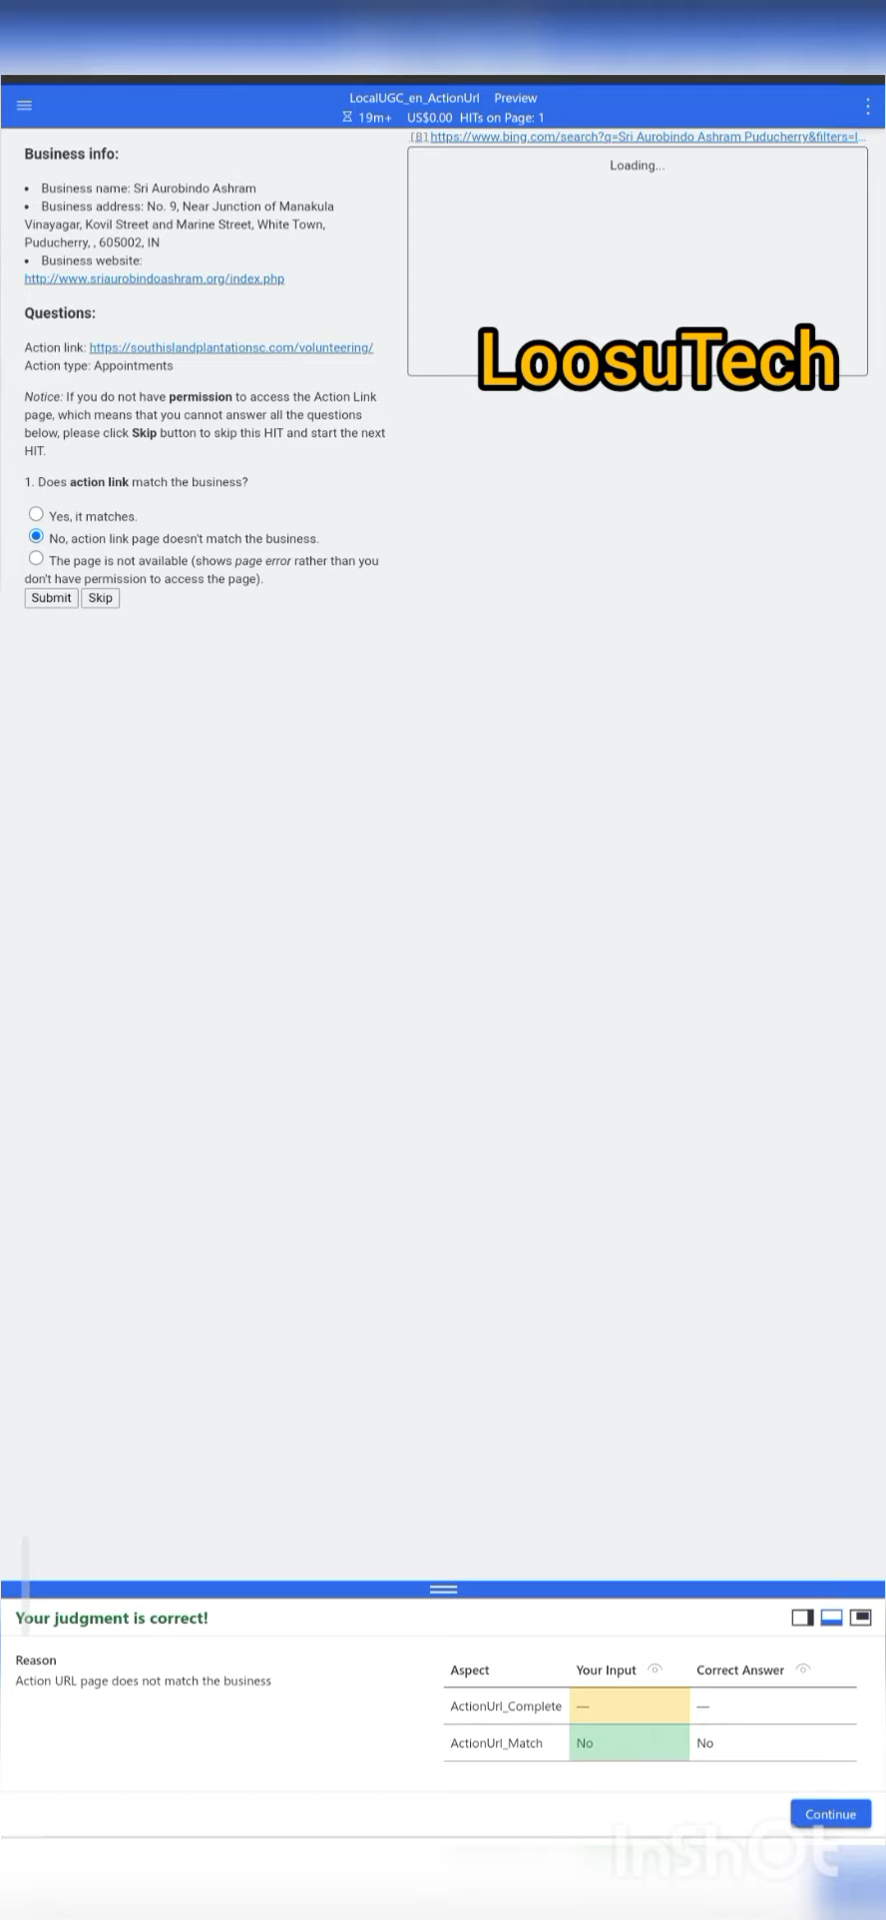 LocalUGC_en_ActionUrl Preview
19m+ US$0.00 HITs on Page: 1
[B] https://www.bing.com/search?q=Sri Aurobindo Ashram Puducherry&filters=l...
Business info:
• Business name: Sri Aurobindo Ashram
• Business address: No. 9, Near Junction of Manakula
Vinayagar, Kovil Street and Marine Street, White Town,
Puducherry, , 605002, IN
• Business website:
http://www.sriaurobindoashram.org/index.php
Loading...
LoosuTech
Questions:
Action link: https://southislandplantationsc.com/volunteering/
Action type: Appointments
Notice: If you do not have permission to access the Action Link
page, which means that you cannot answer all the questions
below, please click Skip button to skip this HIT and start the next
HIT.
1. Does action link match the business?
Yes, it matches.
No, action link page doesn't match the business.
The page is not available (shows page error rather than you
don't have permission to access the page).
Submit Skip
Your judgment is correct!
Reason
Action URL page does not match the business
Aspect Your Input Correct Answer
ActionUrl_Complete — —
ActionUrl_Match No No
Continue
InShOt